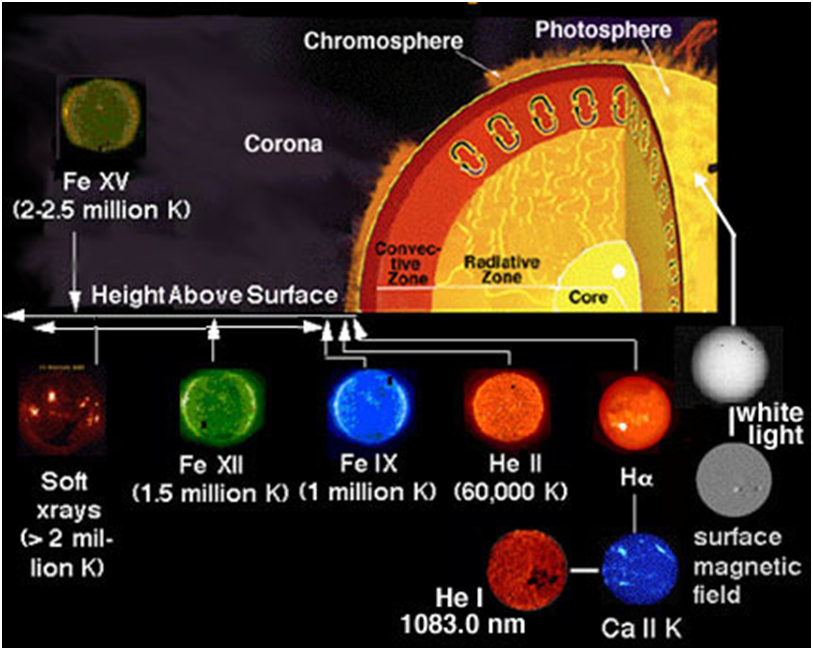 Photosphere
Chromosphere
Corona
Fe XV
(2-2.5 million K)
Convec-
tive
Zone
Radiative
Zone
Core
Height Above Surface
white
light
Soft
xrays
(> 2 mil-
lion K)
Fe XII
(1.5 million K)
Fe IX
(1 million K)
He II
(60,000 K)
Hα
surface
magnetic
field
He I
1083.0 nm
Ca II K